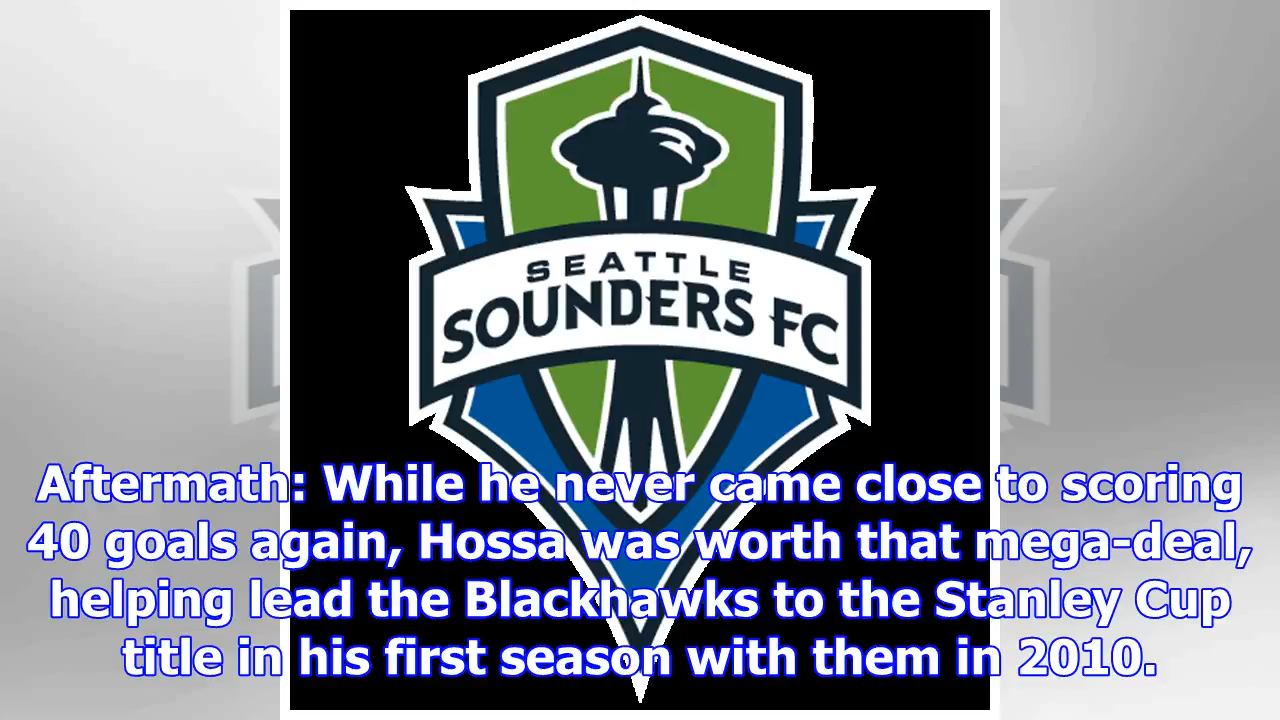 SEATTLE
SOUNDERS FC
Aftermath: While he never came close to scoring
40 goals again, Hossa was worth that mega-deal,
helping lead the Blackhawks to the Stanley Cup
title in his first season with them in 2010.